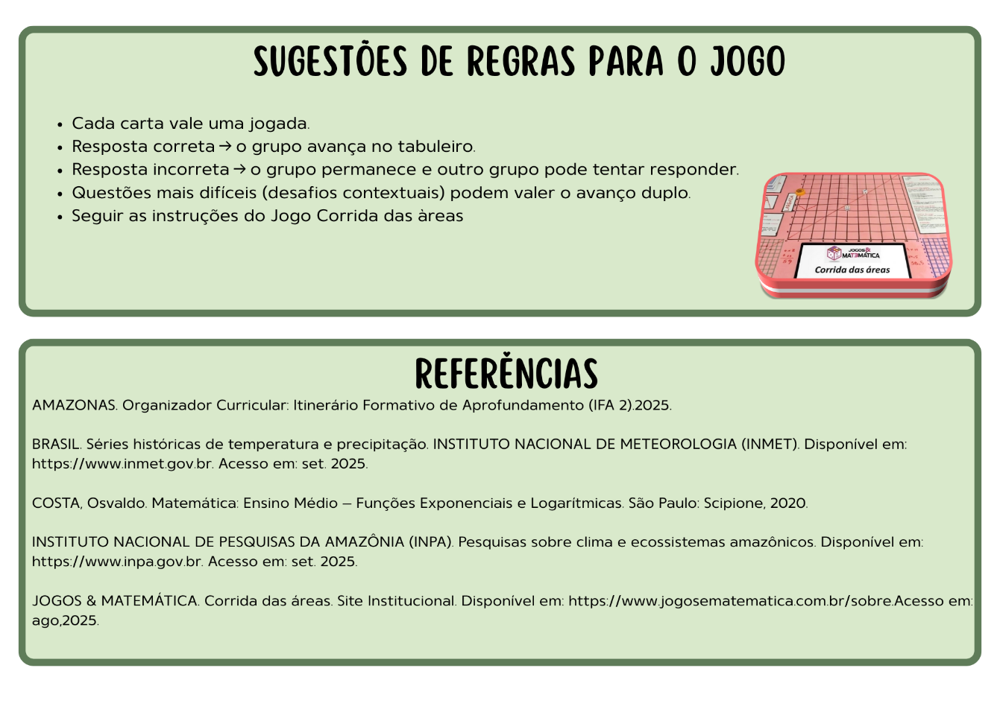 SUGESTÕES DE REGRAS PARA O JOGO
• Cada carta vale uma jogada.
• Resposta correta → o grupo avança no tabuleiro.
• Resposta incorreta → o grupo permanece e outro grupo pode tentar responder.
• Questões mais difíceis (desafios contextuais) podem valer o avanço duplo.
• Seguir as instruções do Jogo Corrida das àreas
JOGOS&
MATEMÁTICA
Corrida das áreas
REFERÊNCIAS
AMAZONAS. Organizador Curricular: Itinerário Formativo de Aprofundamento (IFA 2).2025.
BRASIL. Séries históricas de temperatura e precipitação. INSTITUTO NACIONAL DE METEOROLOGIA (INMET). Disponível em:
https://www.inmet.gov.br. Acesso em: set. 2025.
COSTA, Osvaldo. Matemática: Ensino Médio – Funções Exponenciais e Logarítmicas. São Paulo: Scipione, 2020.
INSTITUTO NACIONAL DE PESQUISAS DA AMAZÔNIA (INPA). Pesquisas sobre clima e ecossistemas amazônicos. Disponível em:
https://www.inpa.gov.br. Acesso em: set. 2025.
JOGOS & MATEMÁTICA. Corrida das áreas. Site Institucional. Disponível em: https://www.jogosematematica.com.br/sobre.Acesso em:
ago,2025.